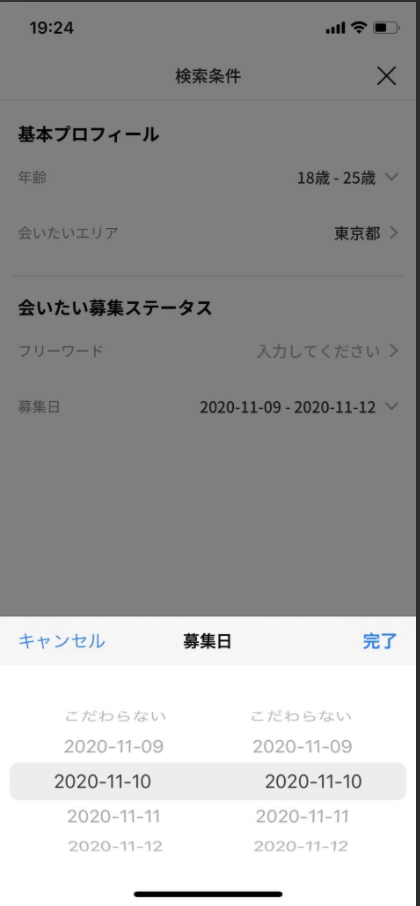 19:24
検索条件
基本プロフィール
年齢 18歳 - 25歳
会いたいエリア 東京都
会いたい募集ステータス
フリーワード 入力してください
募集日 2020-11-09 - 2020-11-12
キャンセル 募集日 完了
こだわらない こだわらない
2020-11-09 2020-11-09
2020-11-10 2020-11-10
2020-11-11 2020-11-11
2020-11-12 2020-11-12